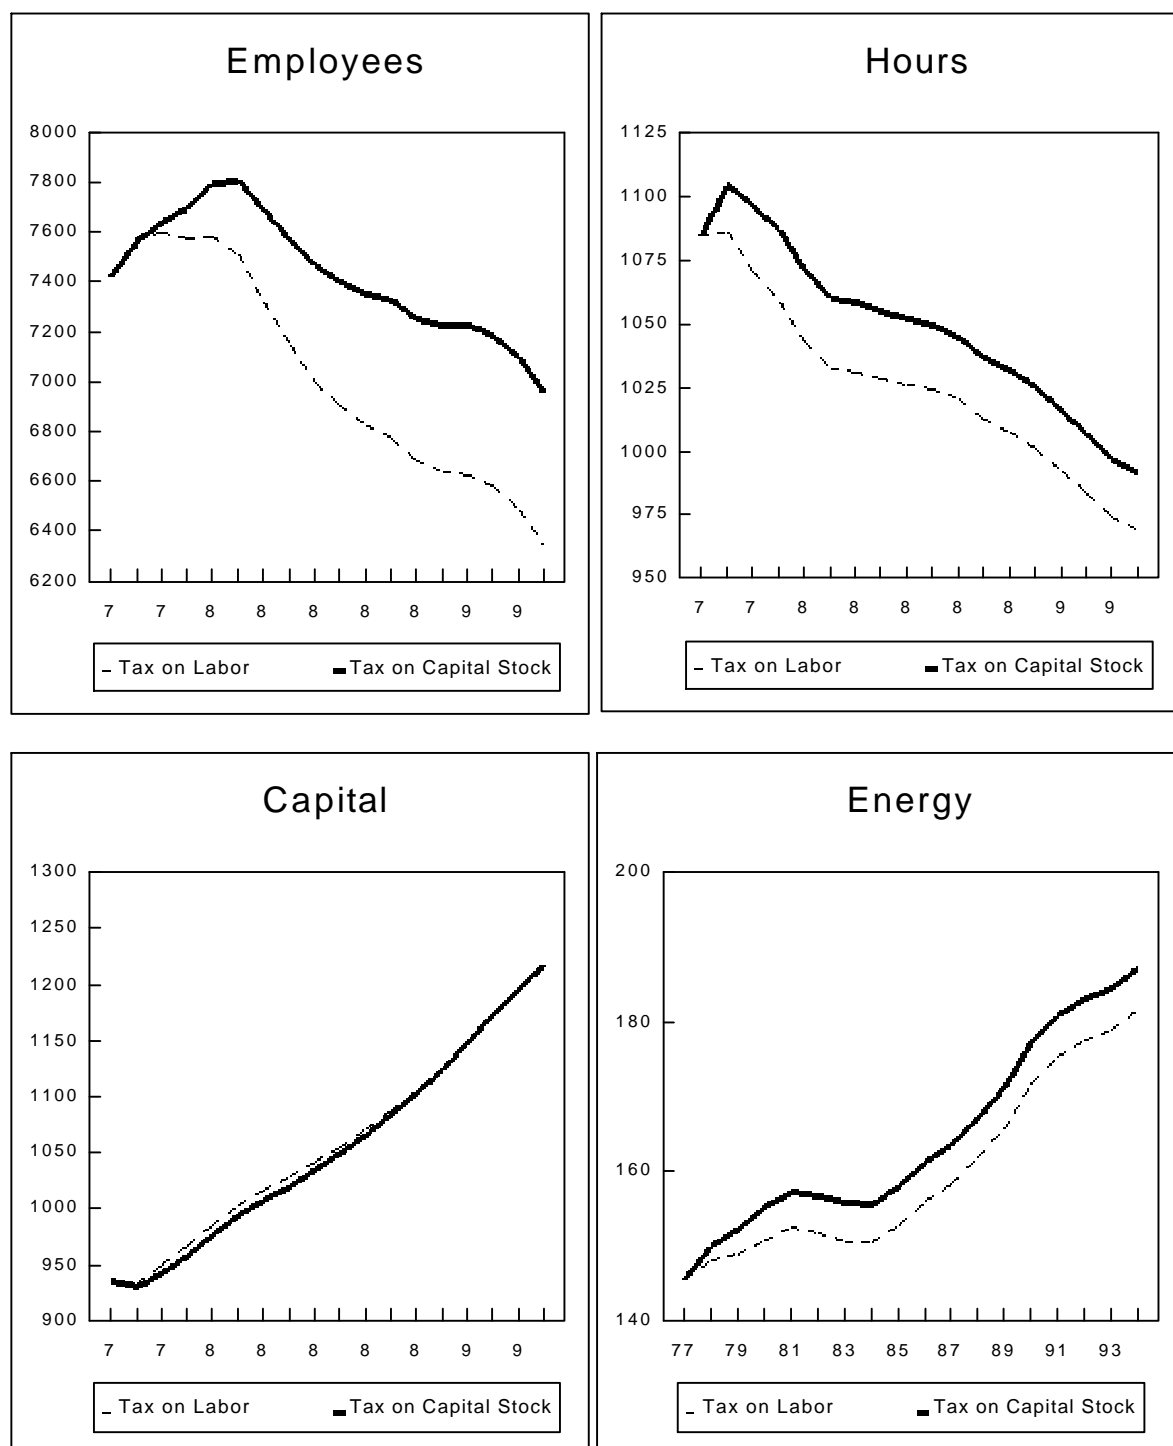 Employees
8000
7800
7600
7400
7200
7000
6800
6600
6400
6200
7 7 8 8 8 8 8 9 9
Tax on Labor Tax on Capital Stock
Hours
1125
1100
1075
1050
1025
1000
975
950
7 7 8 8 8 8 8 9 9
Tax on Labor Tax on Capital Stock
Capital
1300
1250
1200
1150
1100
1050
1000
950
900
7 7 8 8 8 8 8 9 9
Tax on Labor Tax on Capital Stock
Energy
200
180
160
140
77 79 81 83 85 87 89 91 93
Tax on Labor Tax on Capital Stock